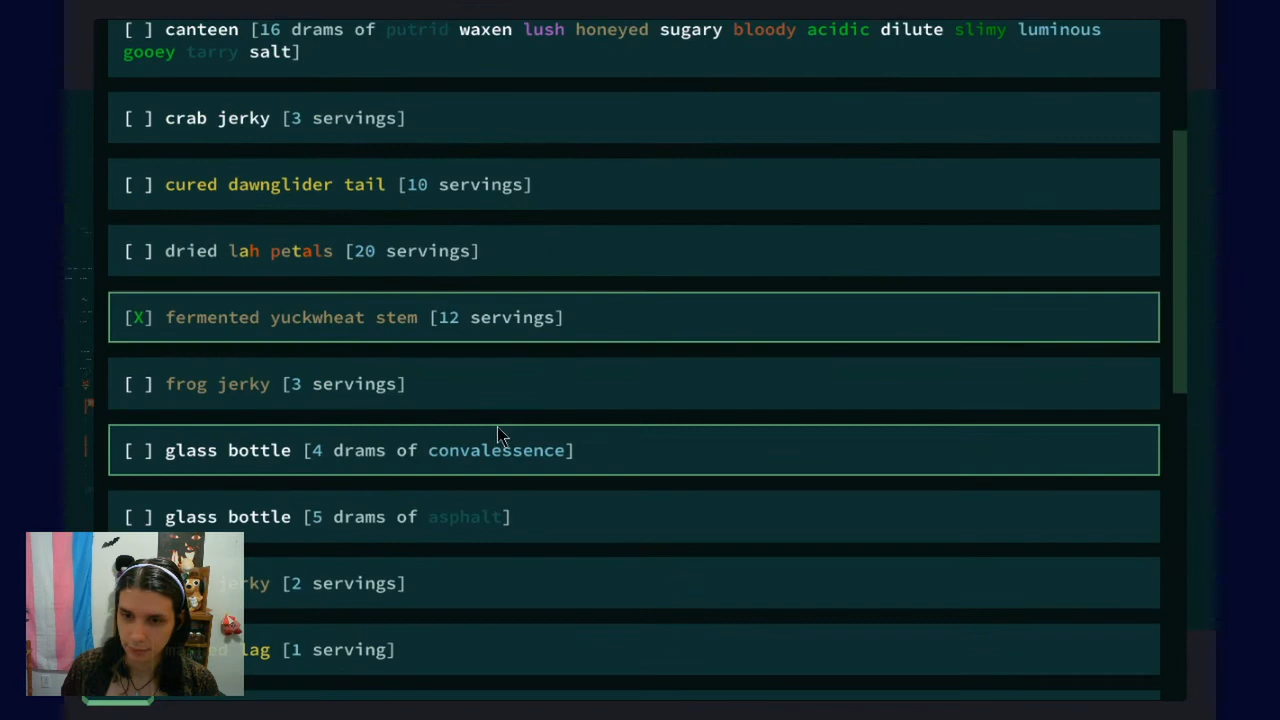 [ ] canteen [16 drams of putrid waxen lush honeyed sugary bloody acidic dilute slimy luminous
gooey tarry salt]
[ ] crab jerky [3 servings]
[ ] cured dawnglider tail [10 servings]
[ ] dried lah petals [20 servings]
[X] fermented yuckwheat stem [12 servings]
[ ] frog jerky [3 servings]
[ ] glass bottle [4 drams of convalessence]
[ ] glass bottle [5 drams of asphalt]
jerky [2 servings]
lag [1 serving]